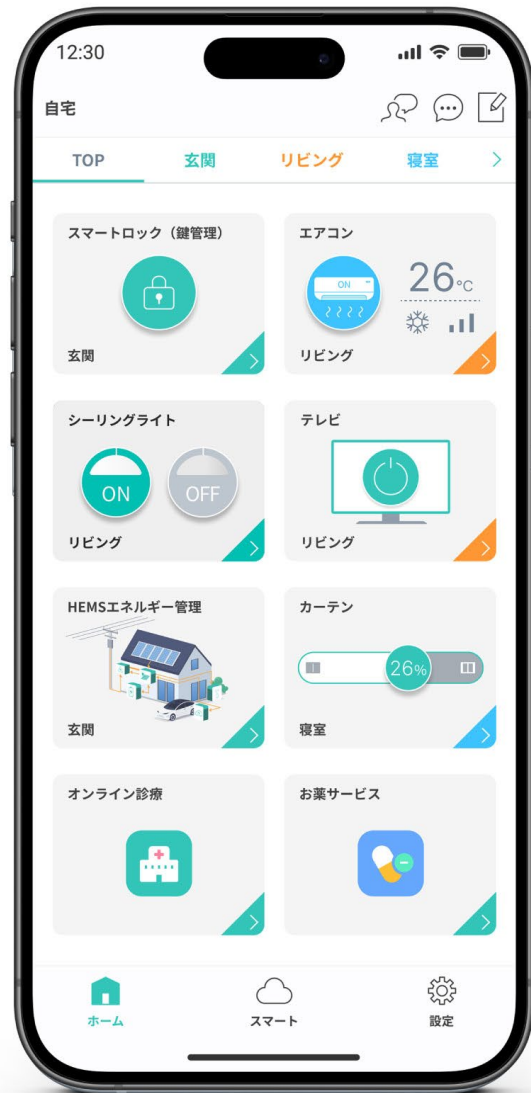 12:30
自宅
TOP
玄関
リビング
寝室
スマートロック（鍵管理）
玄関
エアコン
ON
26℃
リビング
シーリングライト
ON
OFF
リビング
テレビ
リビング
HEMSエネルギー管理
玄関
カーテン
26%
寝室
オンライン診療
お薬サービス
ホーム
スマート
設定